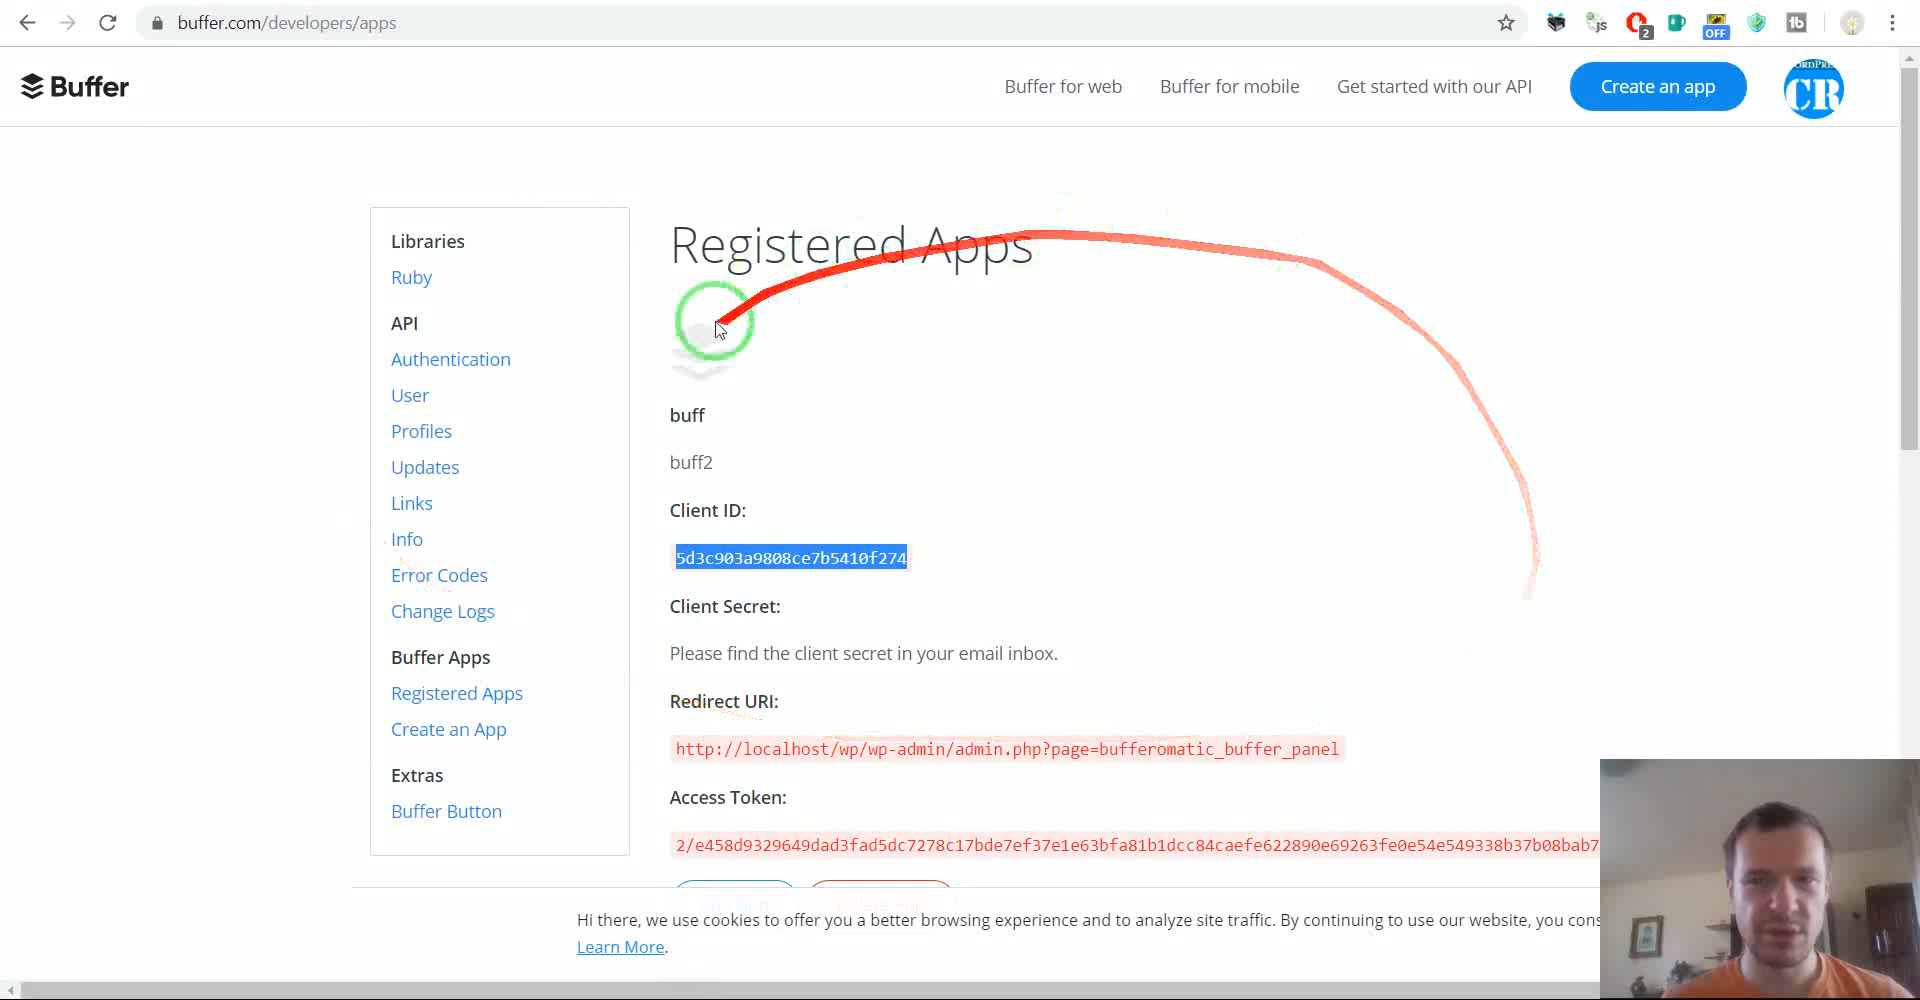 buffer.com/developers/apps
2
OFF
JS
Buffer
Buffer for web
Buffer for mobile
Get started with our API
Create an app
WORDPRE
CR
Libraries
Ruby
API
Authentication
User
Profiles
Updates
Links
Info
Error Codes
Change Logs
Buffer Apps
Registered Apps
Create an App
Extras
Buffer Button
Registered Apps
buff
buff2
Client ID:
5d3c903a9808ce7b5410f274
Client Secret:
Please find the client secret in your email inbox.
Redirect URI:
http://localhost/wp/wp-admin/admin.php?page=bufferomatic_buffer_panel
Access Token:
2/e458d9329649dad3fad5dc7278c17bde7ef37e1e63bfa81b1dcc84caefe622890e69263fe0e54e549338b37b08bab7
Hi there, we use cookies to offer you a better browsing experience and to analyze site traffic. By continuing to use our website, you cons
Learn More.